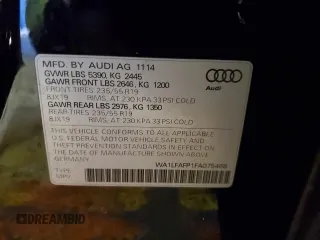 MFD. BY AUDI AG 1114
GVWR LBS 5390, KG 2445
GAWR FRONT LBS 2646, KG 1200
FRONT TIRES: 235/55 R19
8JX19 RIMS, AT 230 KPA 33 PSI COLD
GAWR REAR LBS 2976, KG 1350
REAR TIRES: 235/55 R19
8JX19 RIMS, AT 230 KPA 33 PSI COLD
Audi
THIS VEHICLE CONFORMS TO ALL APPLICABLE
FEDERAL MOTOR VEHICLE SAFETY AND
THEFT PREVENTION STANDARDS IN EFFECT ON
THE DATE OF MANUFACTURE SHOWN ABOVE.
TYPE:
DREAMBID